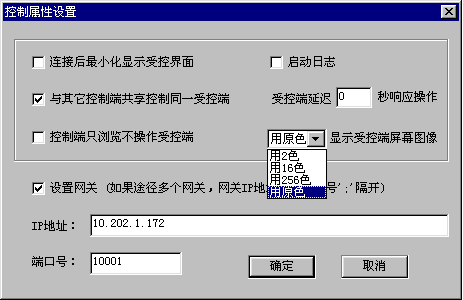 控制属性设置
连接后最小化显示受控界面
启动日志
与其它控制端共享控制同一受控端
受控端延迟 0 秒响应操作
控制端只浏览不操作受控端
用原色 显示受控端屏幕图像
用2色
用16色
用256色
用原色
设置网关 (如果途径多个网关，网关IP地 号';'隔开)
IP地址： 10.202.1.172
端口号： 10001
确定 取消